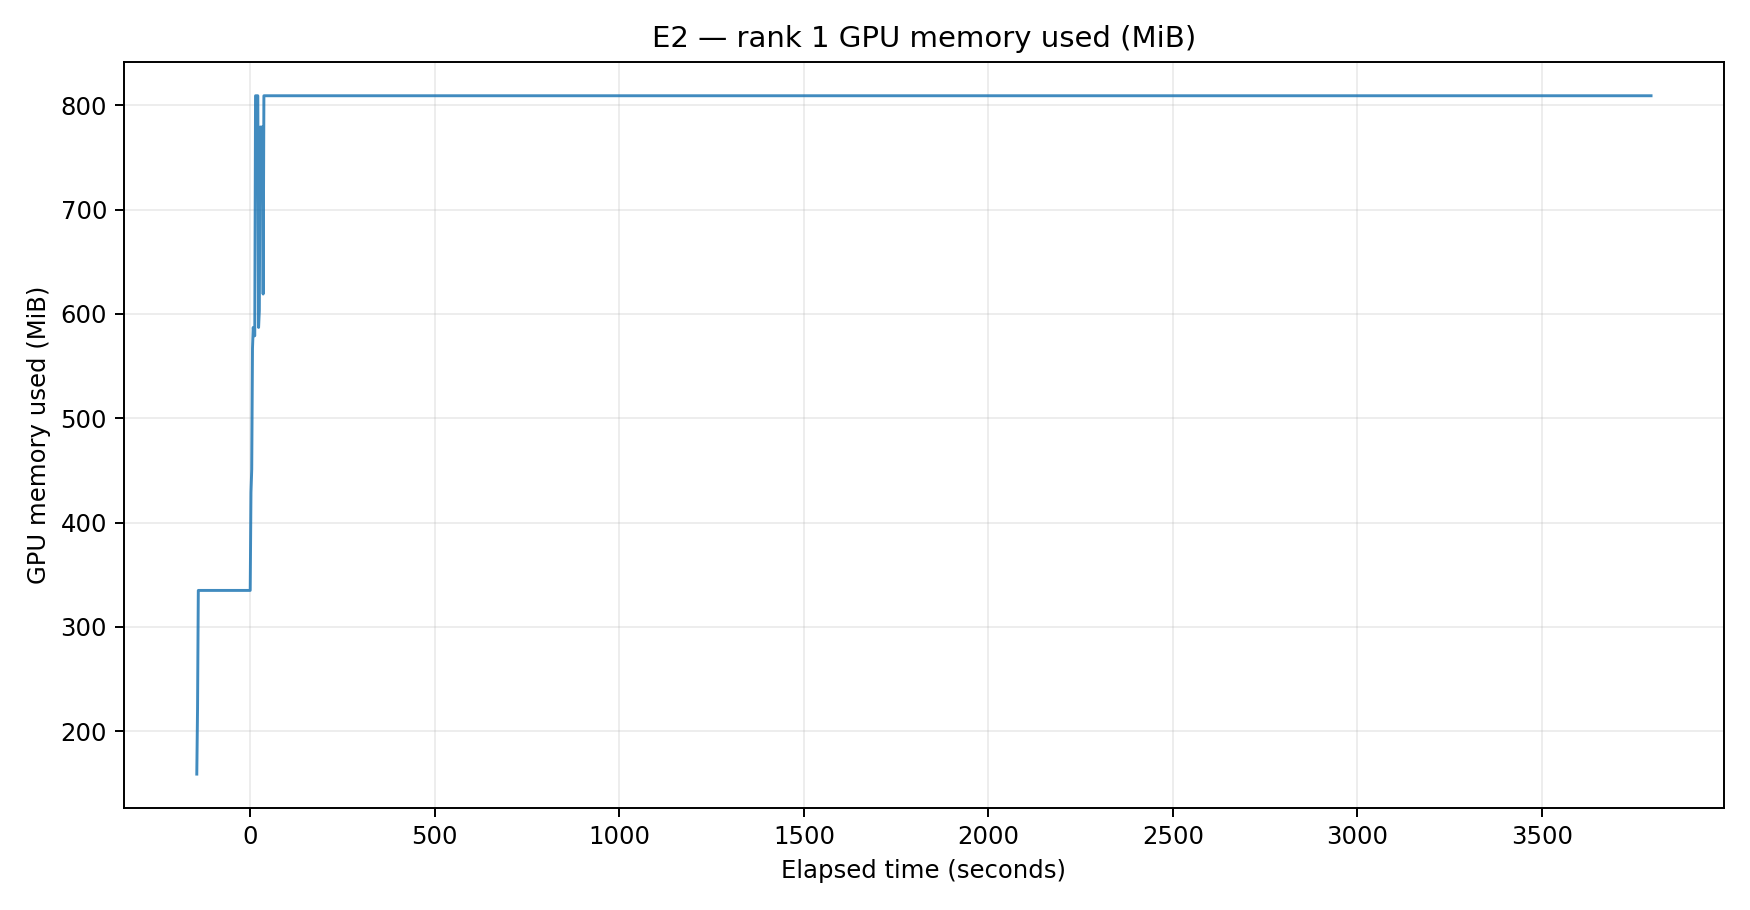 E2 — rank 1 GPU memory used (MiB)
GPU memory used (MiB)
800
700
600
500
400
300
200
0 500 1000 1500 2000 2500 3000 3500
Elapsed time (seconds)